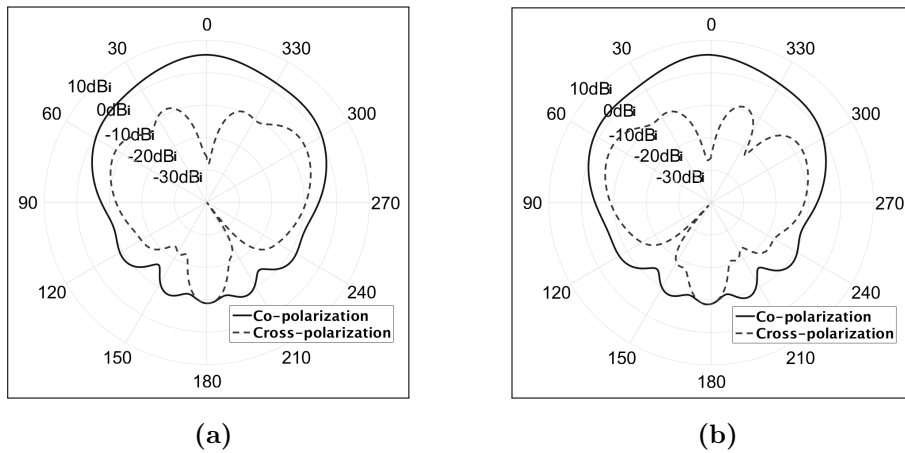 0
30
330
10dBi
0dBi
-10dBi
-20dBi
-30dBi
60
300
90
270
120
240
Co-polarization
Cross-polarization
150
210
180
(a)
0
30
330
10dBi
0dBi
-10dBi
-20dBi
-30dBi
60
300
90
270
120
240
Co-polarization
Cross-polarization
150
210
180
(b)